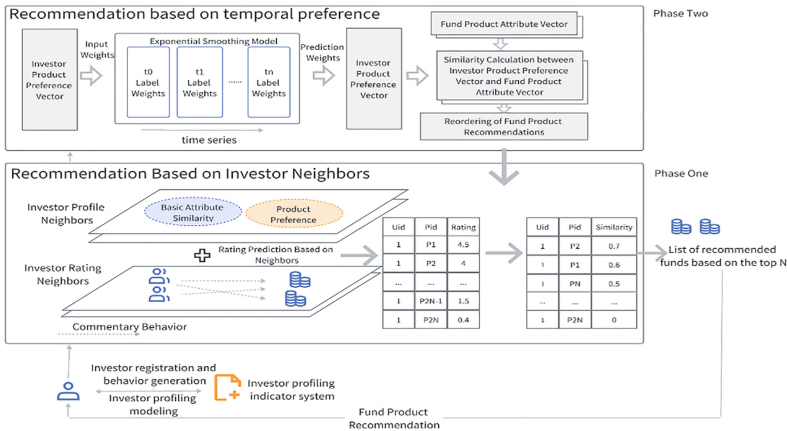 Recommendation based on temporal preference
Phase Two
Investor
Product
Preference
Vector
Input
Weights
Exponential Smoothing Model
t0
Label
Weights
t1
Label
Weights
......
tn
Label
Weights
time series
Prediction
Weights
Investor
Product
Preference
Vector
Fund Product Attribute Vector
Similarity Calculation between
Investor Product Preference
Vector and Fund Product
Attribute Vector
Reordering of Fund Product
Recommendations
Recommendation Based on Investor Neighbors
Phase One
Investor Profile
Neighbors
Basic Attribute
Similarity
Product
Preference
Rating Prediction Based on
Neighbors
Investor Rating
Neighbors
Commentary Behavior
Uid Pid Rating
1 P1 4.5
1 P2 4
... ... ...
1 P2N-1 1.5
1 P2N 0.4
Uid Pid Similarity
1 P2 0.7
1 P1 0.6
1 PN 0.5
... ... ...
1 P2N 0
List of recommended
funds based on the top N
Investor registration and
behavior generation
Investor profiling
modeling
Investor profiling
indicator system
Fund Product
Recommendation